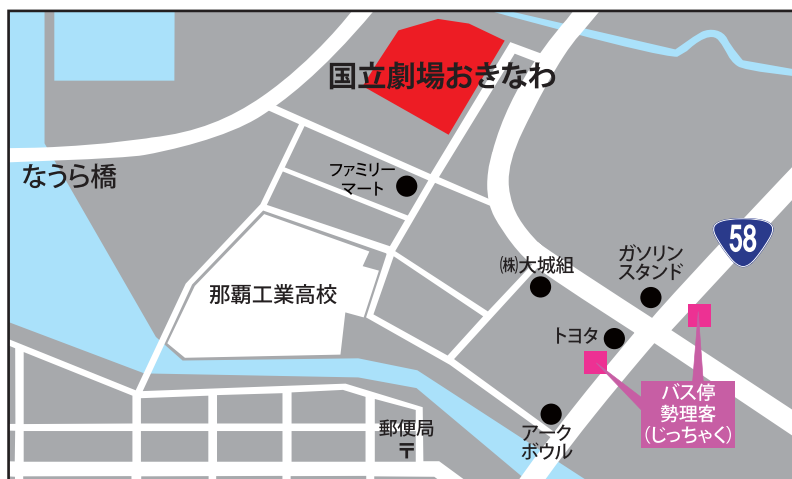 国立劇場おきなわ
なうら橋
ファミリー
マート
58
ガソリン
スタンド
㈱大城組
那覇工業高校
トヨタ
バス停
勢理客
(じっちゃく)
アーク
ボウル
郵便局
〒